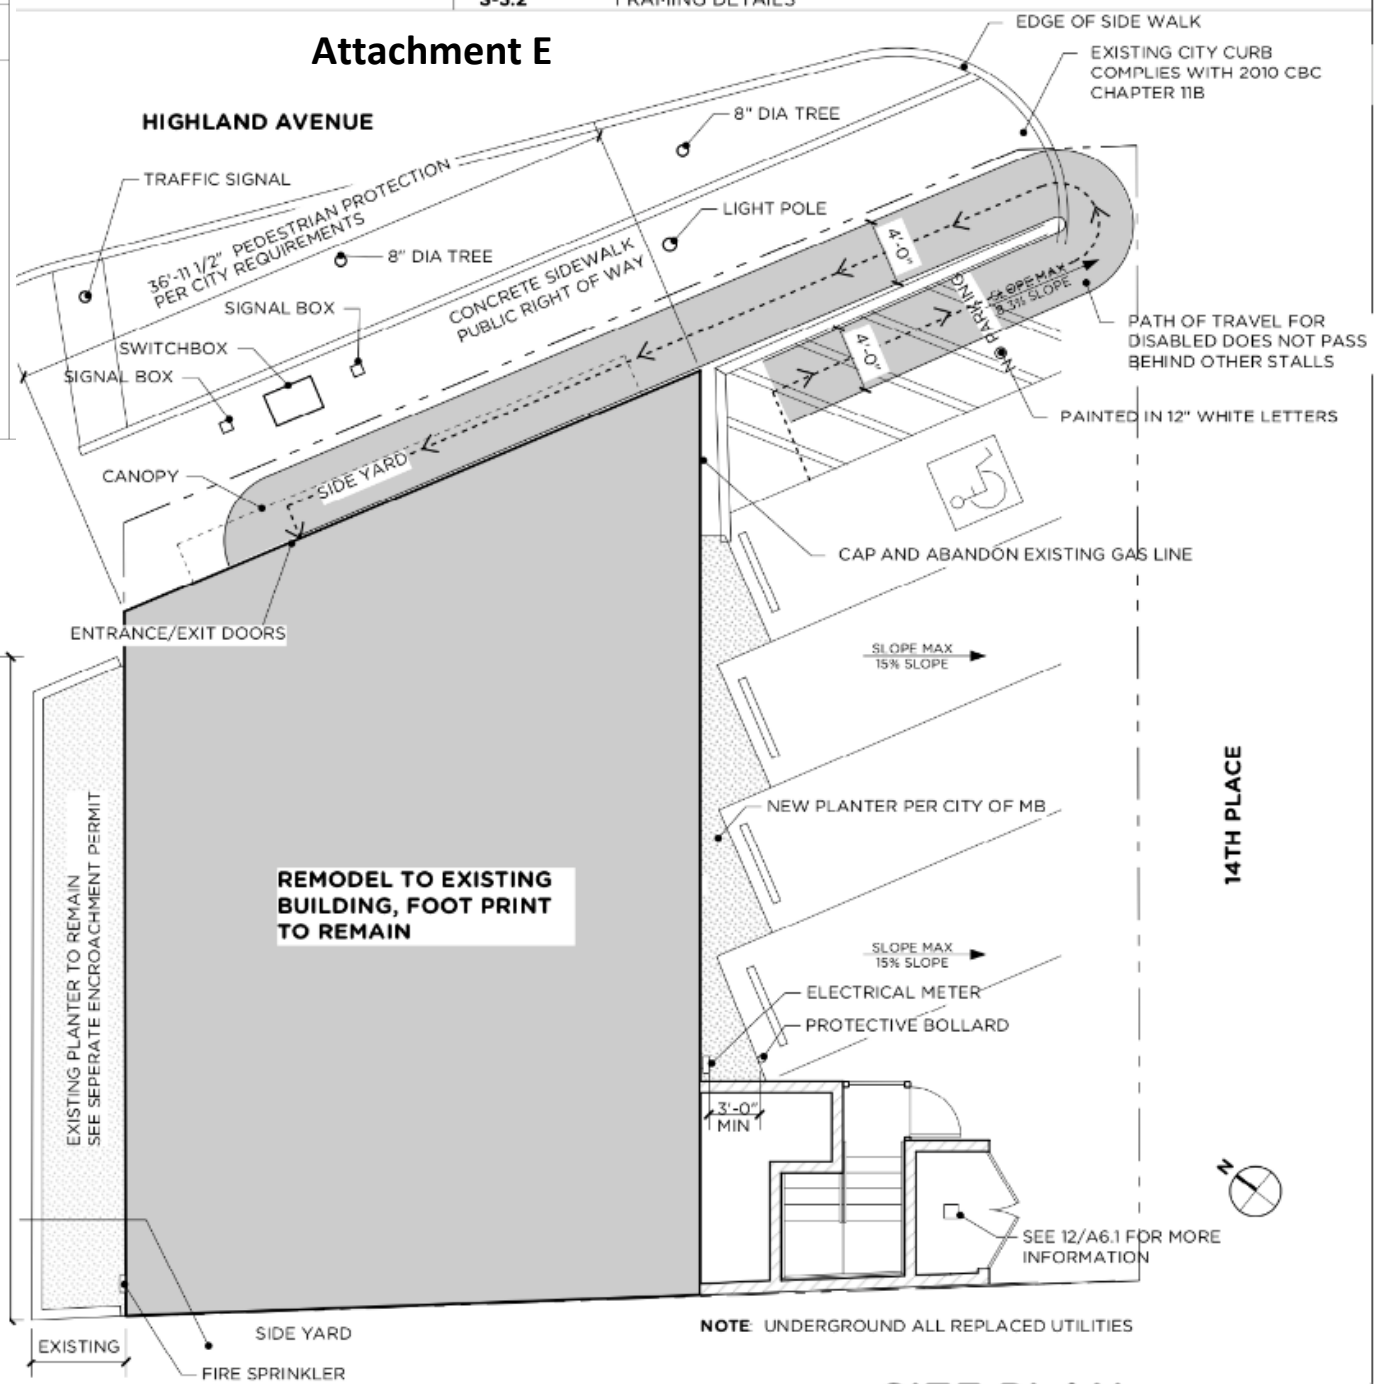 S-5.2 FRAMING DETAILS
Attachment E
EDGE OF SIDE WALK
EXISTING CITY CURB
COMPLIES WITH 2010 CBC
CHAPTER 11B
HIGHLAND AVENUE
8" DIA TREE
TRAFFIC SIGNAL
36'-11 1/2" PEDESTRIAN PROTECTION
PER CITY REQUIREMENTS
LIGHT POLE
8" DIA TREE
CONCRETE SIDEWALK
PUBLIC RIGHT OF WAY
4'-0"
SIGNAL BOX
SLOPE MAX
8.3% SLOPE
NO PARKING
PATH OF TRAVEL FOR
DISABLED DOES NOT PASS
BEHIND OTHER STALLS
SWITCHBOX
4'-0"
SIGNAL BOX
PAINTED IN 12" WHITE LETTERS
CANOPY
SIDE YARD
CAP AND ABANDON EXISTING GAS LINE
ENTRANCE/EXIT DOORS
SLOPE MAX
15% SLOPE
NEW PLANTER PER CITY OF MB
14TH PLACE
EXISTING PLANTER TO REMAIN
SEE SEPERATE ENCROACHMENT PERMIT
REMODEL TO EXISTING
BUILDING, FOOT PRINT
TO REMAIN
SLOPE MAX
15% SLOPE
ELECTRICAL METER
PROTECTIVE BOLLARD
3'-0"
MIN
N
SEE 12/A6.1 FOR MORE
INFORMATION
NOTE: UNDERGROUND ALL REPLACED UTILITIES
SIDE YARD
EXISTING
FIRE SPRINKLER
SITE PLAN